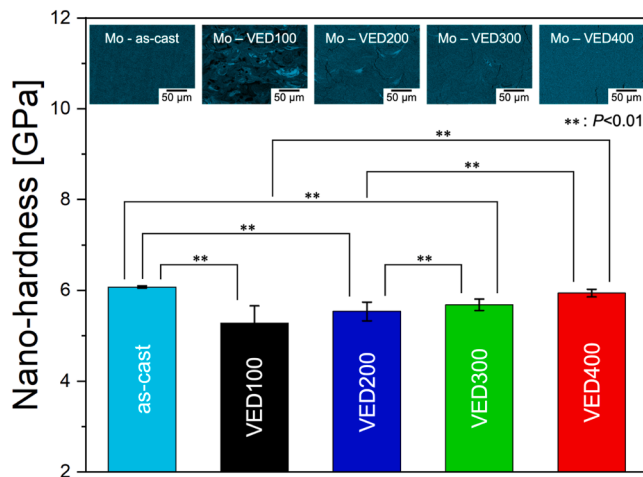 12
Mo - as-cast
Mo – VED100
Mo – VED200
Mo – VED300
Mo – VED400
50 μm
50 μm
50 μm
50 μm
50 μm
** : P<0.01
10
**
**
**
8
**
**
**
6
4
2
Nano-hardness [GPa]
as-cast
VED100
VED200
VED300
VED400